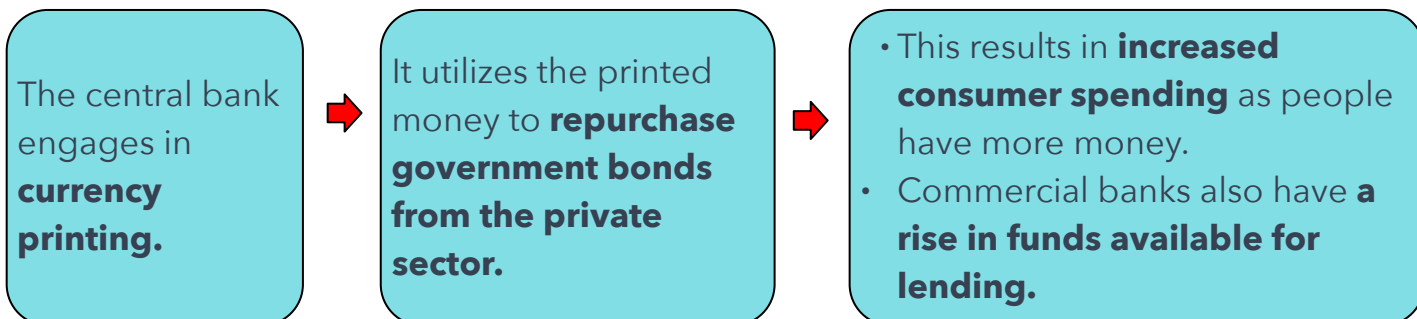 The central bank
engages in
currency
printing.
It utilizes the printed
money to repurchase
government bonds
from the private
sector.
• This results in increased
consumer spending as people
have more money.
• Commercial banks also have a
rise in funds available for
lending.